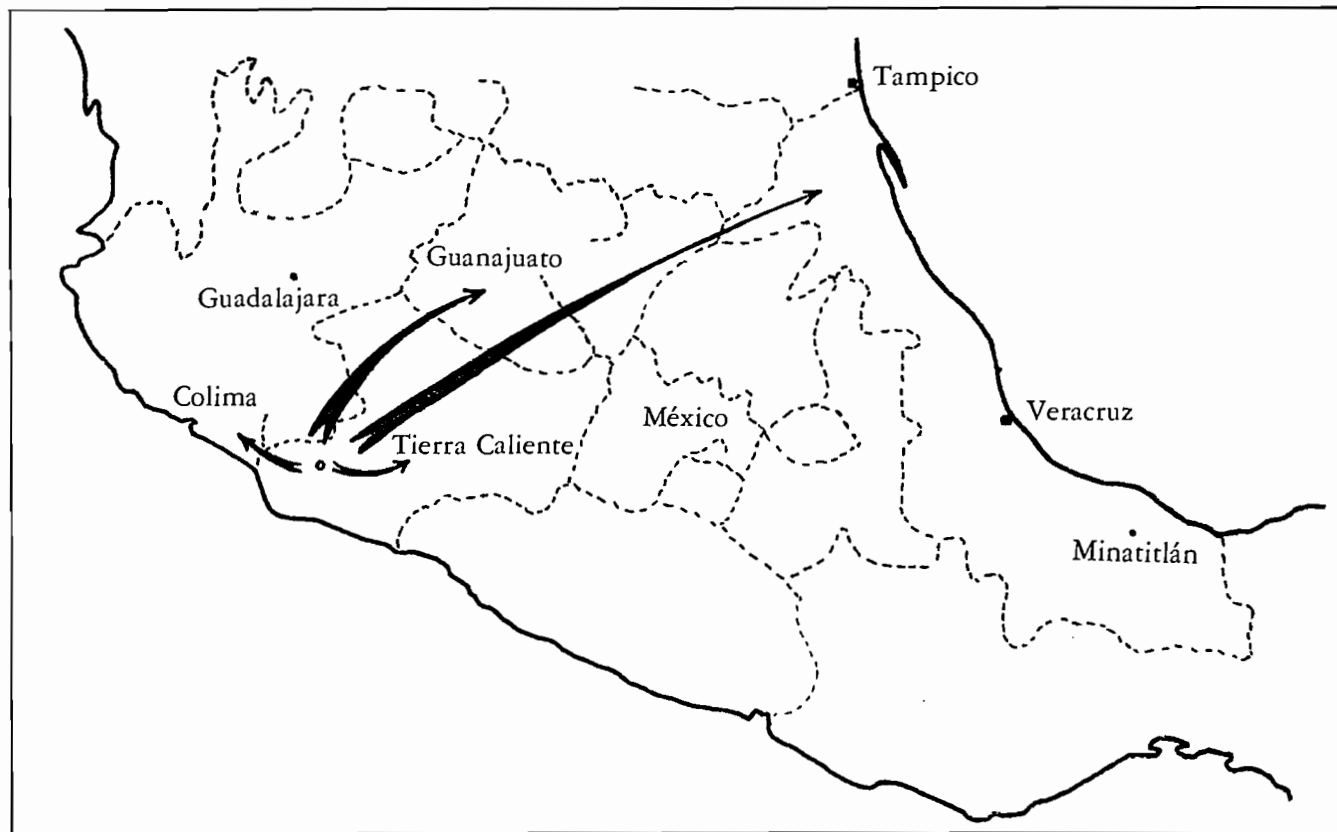 Tampico
Guanajuato
Guadalajara
Colima
Tierra Caliente
México
Veracruz
Minatitlán